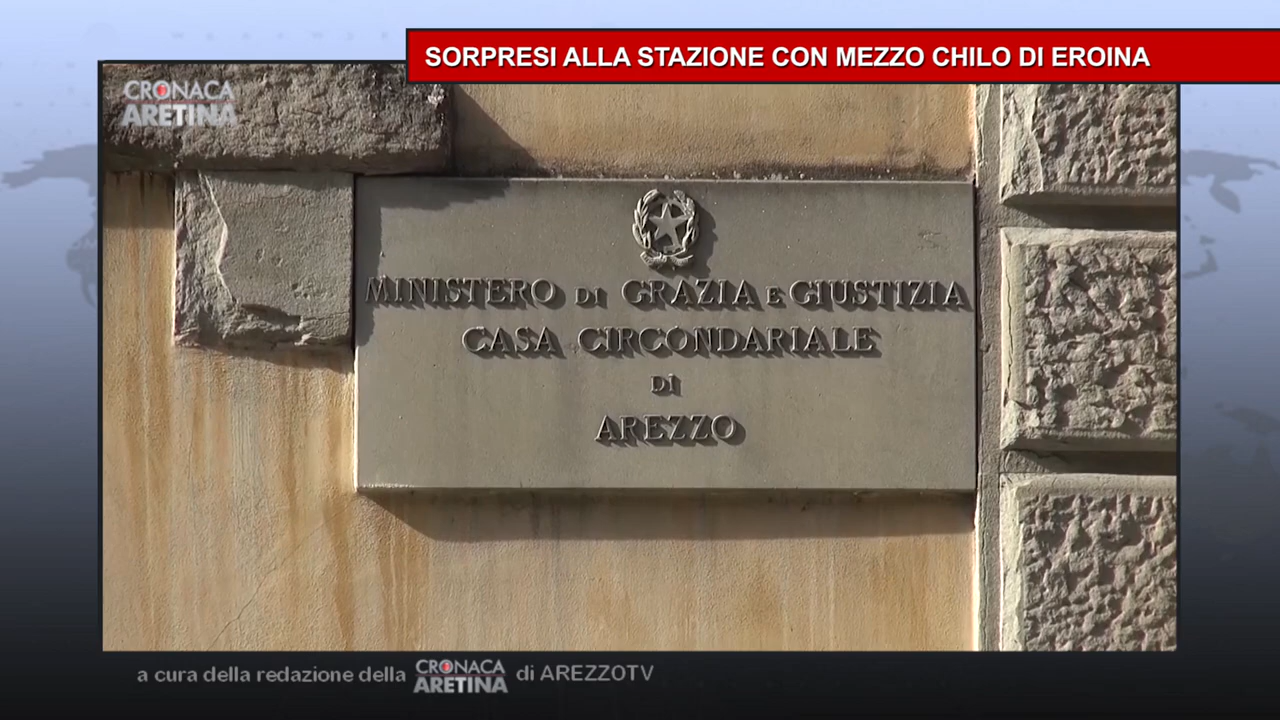 SORPRESI ALLA STAZIONE CON MEZZO CHILO DI EROINA
CRONACA
ARETINA
MINISTERO DI GRAZIA E GIUSTIZIA
CASA CIRCONDARIALE
DI
AREZZO
a cura della redazione della CRONACA ARETINA di AREZZOTV